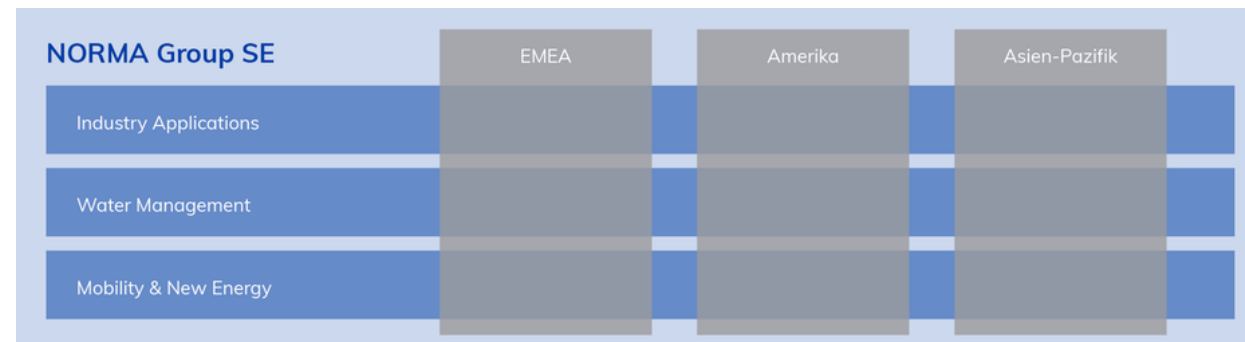 NORMA Group SE
EMEA
Amerika
Asien-Pazifik
Industry Applications
Water Management
Mobility & New Energy